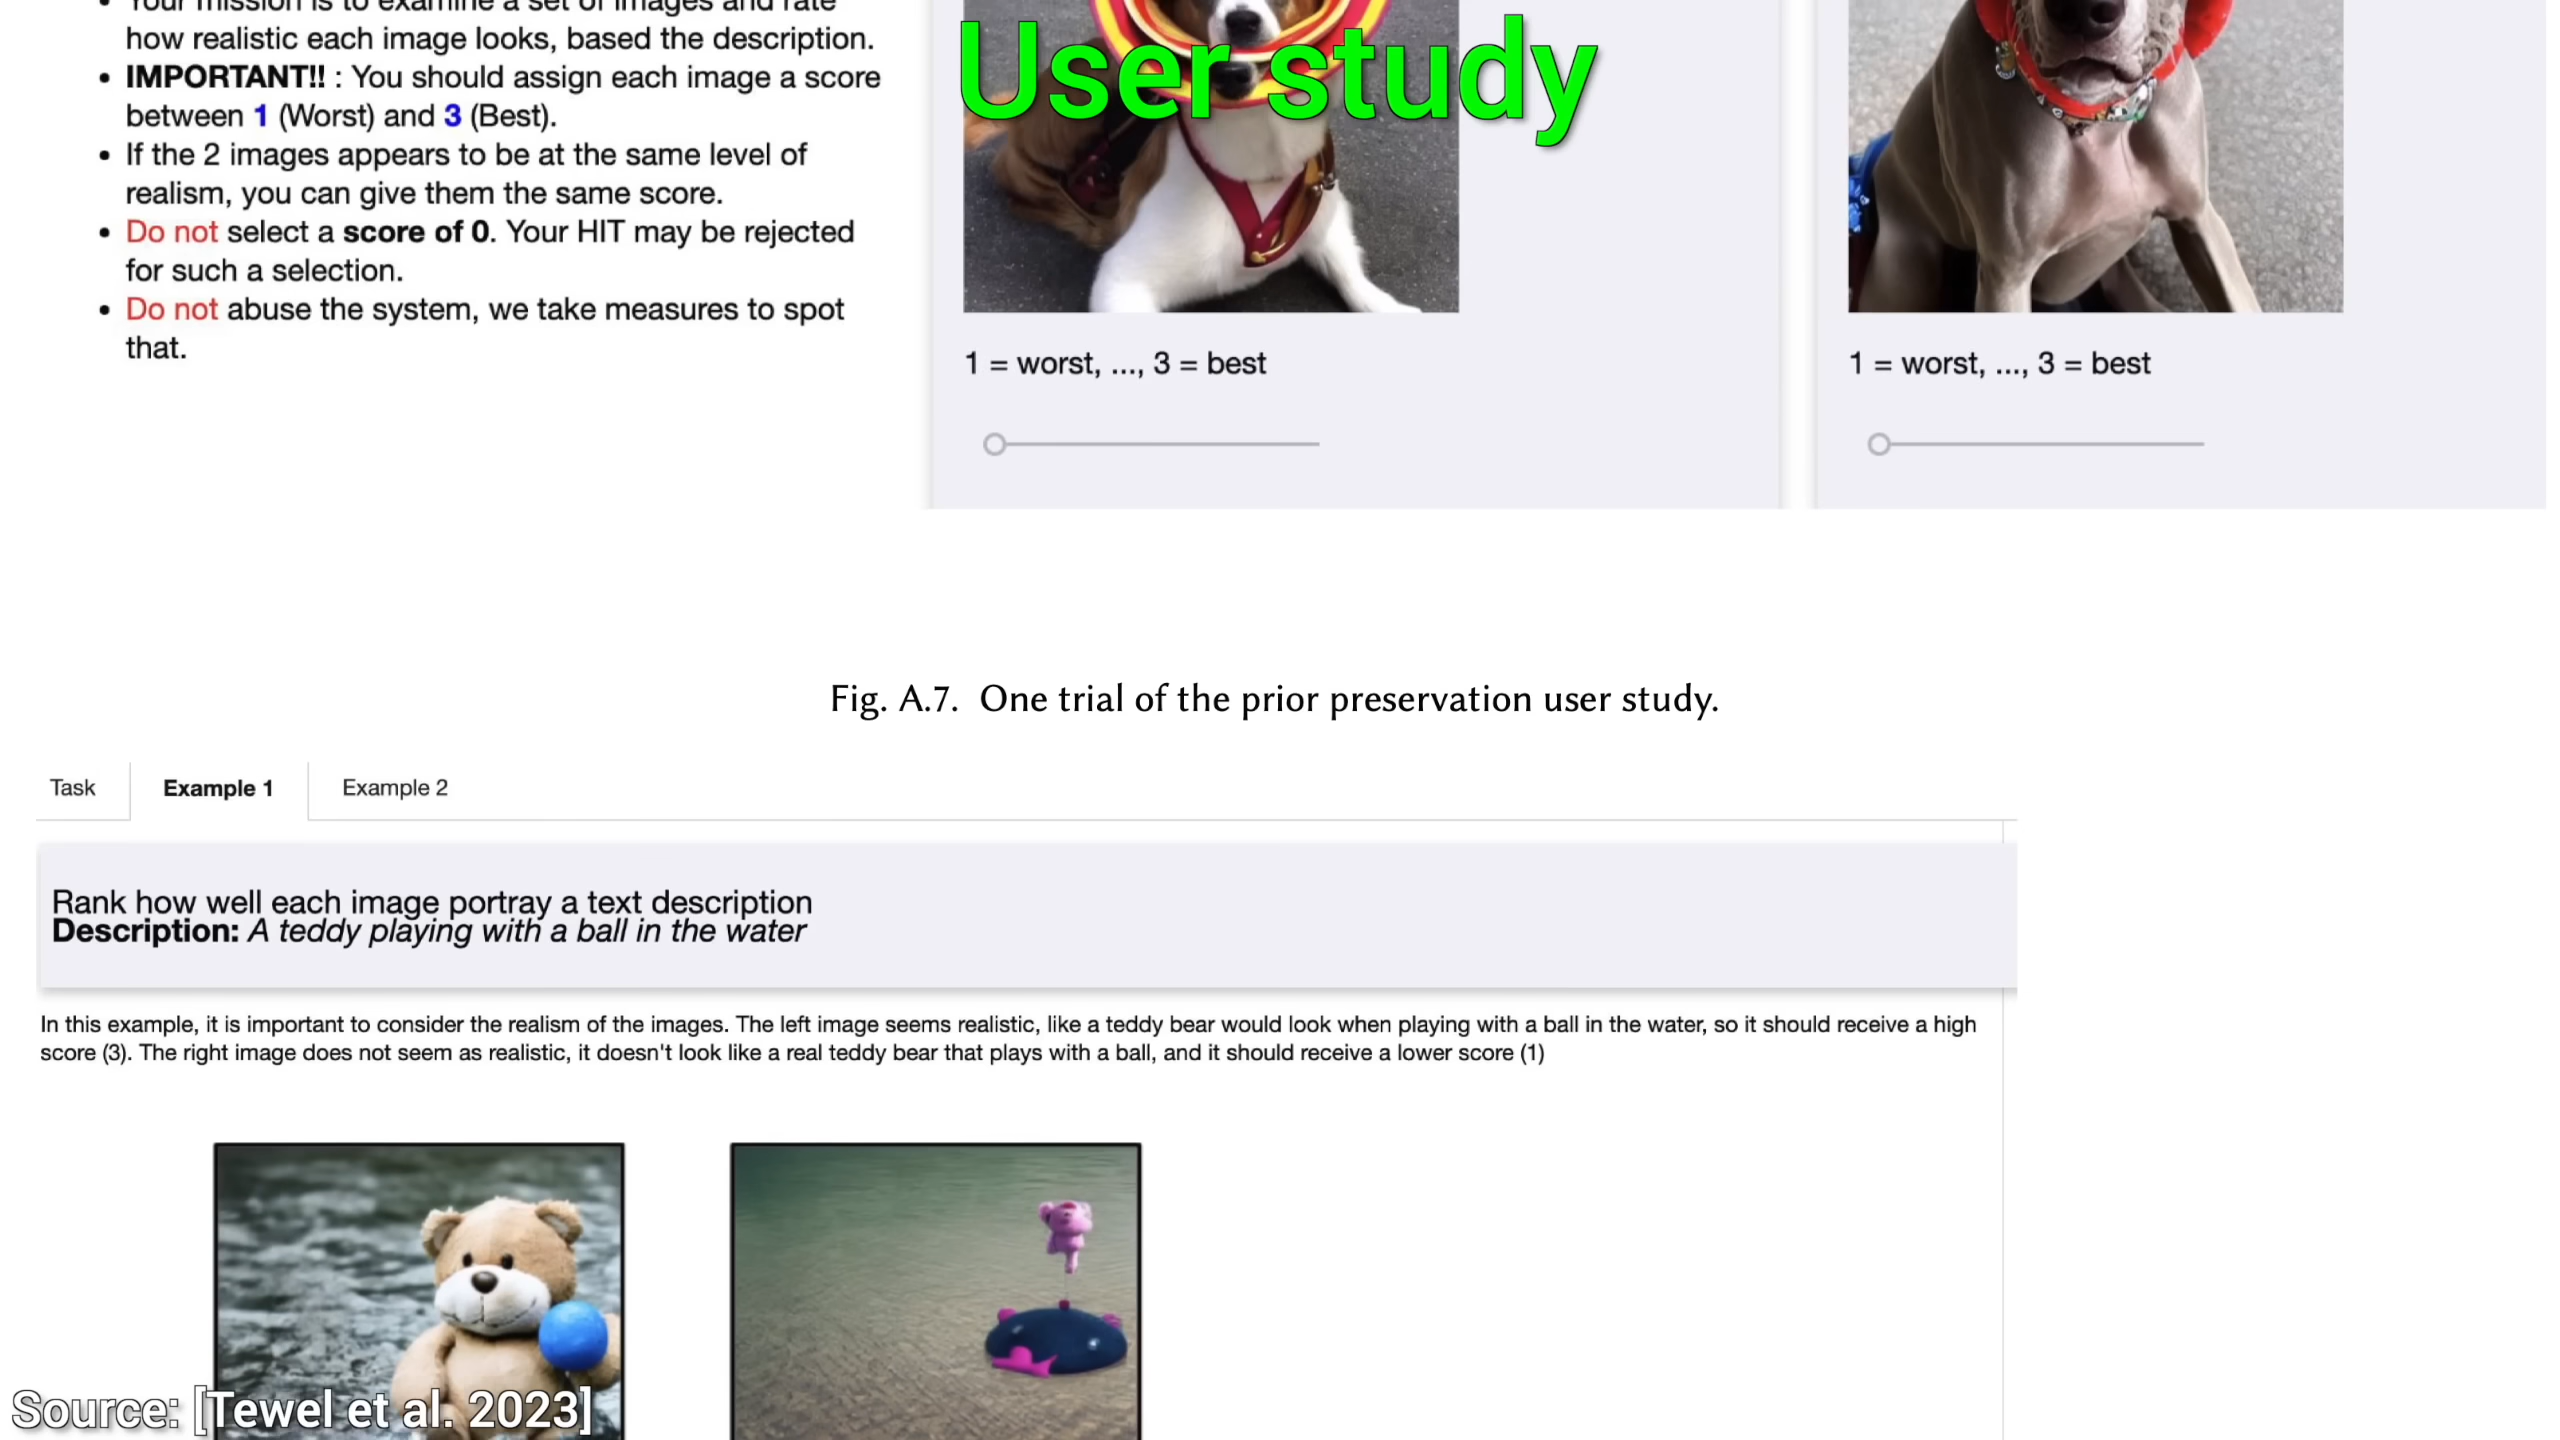 Your mission is to examine a set of images and rate
how realistic each image looks, based the description.
IMPORTANT!! : You should assign each image a score
between 1 (Worst) and 3 (Best).
If the 2 images appears to be at the same level of
realism, you can give them the same score.
Do not select a score of 0. Your HIT may be rejected
for such a selection.
Do not abuse the system, we take measures to spot
that.
User study
1 = worst, ..., 3 = best
1 = worst, ..., 3 = best
Fig. A.7. One trial of the prior preservation user study.
Task
Example 1
Example 2
Rank how well each image portray a text description
Description: A teddy playing with a ball in the water
In this example, it is important to consider the realism of the images. The left image seems realistic, like a teddy bear would look when playing with a ball in the water, so it should receive a high
score (3). The right image does not seem as realistic, it doesn't look like a real teddy bear that plays with a ball, and it should receive a lower score (1)
Source: [Tewel et al. 2023]